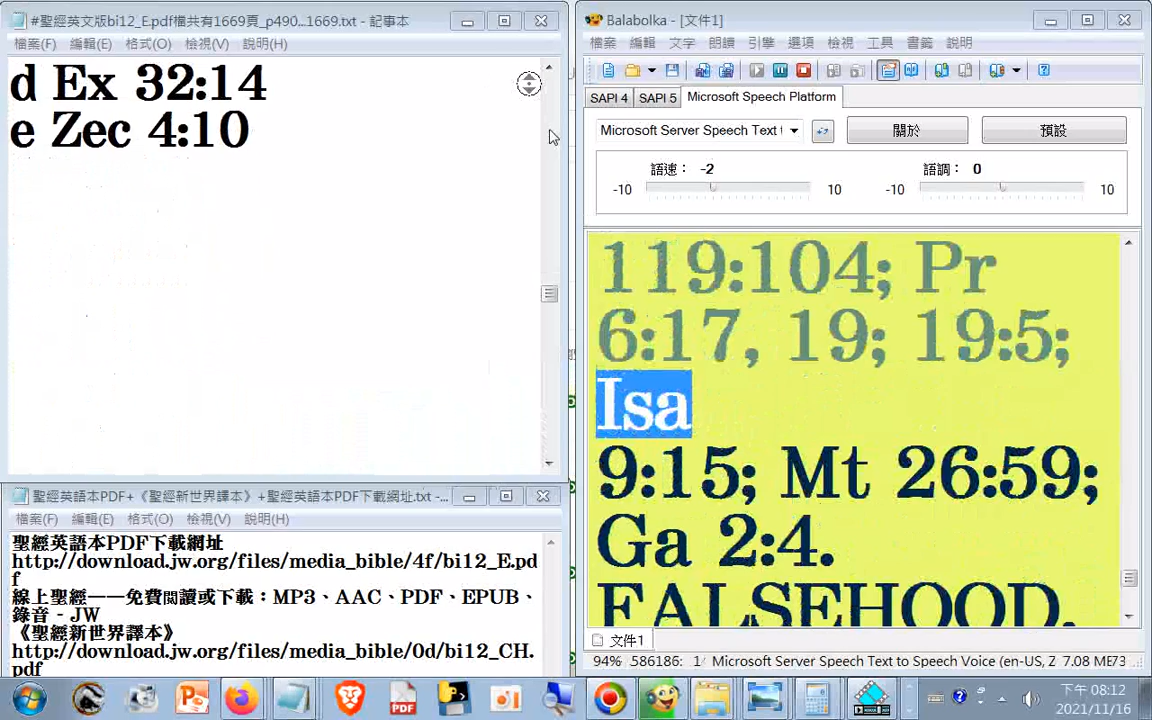 #聖經英文版bi12_E.pdf檔共有1669頁_p490...1669.txt - 記事本
檔案(F) 編輯(E) 格式(O) 檢視(V) 說明(H)
d Ex 32:14
e Zec 4:10
聖經英語本PDF+《聖經新世界譯本》+聖經英語本PDF下載網址.txt -...
檔案(F) 編輯(E) 格式(O) 檢視(V) 說明(H)
聖經英語本PDF下載網址
http://download.jw.org/files/media_bible/4f/bi12_E.pd
f
線上聖經——免費閱讀或下載：MP3、AAC、PDF、EPUB、
錄音 - JW
《聖經新世界譯本》
http://download.jw.org/files/media_bible/0d/bi12_CH.
pdf
Balabolka - [文件1]
檔案 編輯 文字 朗讀 引擎 選項 檢視 工具 書籤 說明
SAPI 4 SAPI 5 Microsoft Speech Platform
Microsoft Server Speech Text t 關於 預設
語速： -2 語調： 0
-10 10 -10 10
119:104; Pr
6:17, 19; 19:5;
Isa
9:15; Mt 26:59;
Ga 2:4.
FALSEHOOD.
文件1
94% 586186: 1 Microsoft Server Speech Text to Speech Voice (en-US, Z 7.08 ME73
下午 08:12
2021/11/16